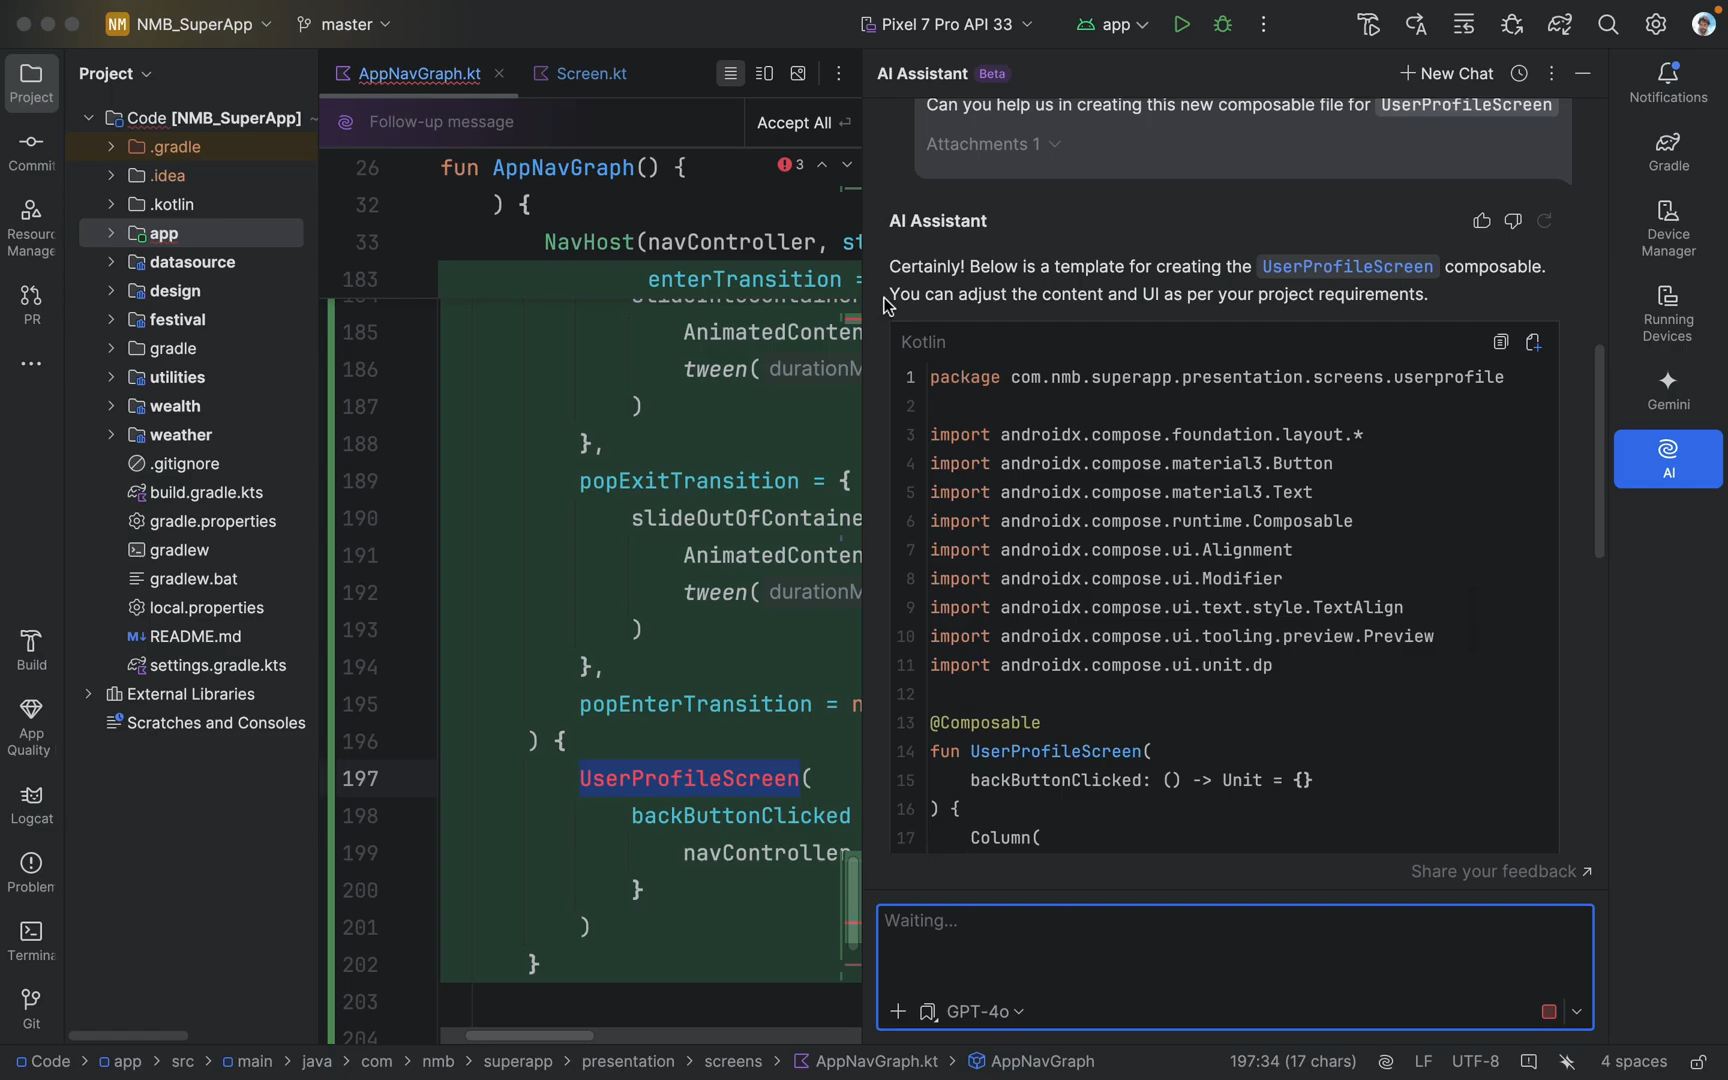 NM NMB_SuperApp
master
Pixel 7 Pro API 33
app
Project
Commit
PR
Build
Logcat
Git
Project
Code [NMB_SuperApp]
.gradle
.idea
.kotlin
app
datasource
design
festival
gradle
utilities
wealth
weather
.gitignore
build.gradle.kts
gradle.properties
gradlew
gradlew.bat
local.properties
README.md
settings.gradle.kts
External Libraries
Scratches and Consoles
Resourc
Manage
App
Quality
Problem
Termina
AppNavGraph.kt
Screen.kt
Follow-up message
Accept All
26 fun AppNavGraph() {
3
32 ) {
33 NavHost(navController, st
183 enterTransition =
185 AnimatedConten
186 tween( durationM
187 )
188 },
189 popExitTransition = {
190 slideOutOfContaine
191 AnimatedConten
192 tween( durationM
193 )
194 },
195 popEnterTransition = n
196 ) {
197 UserProfileScreen(
198 backButtonClicked
199 navController
200 }
201 )
202 }
203
204
AI Assistant Beta
New Chat
Can you help us in creating this new composable file for UserProfileScreen
Attachments 1
AI Assistant
Certainly! Below is a template for creating the UserProfileScreen composable.
You can adjust the content and UI as per your project requirements.
Kotlin
1 package com.nmb.superapp.presentation.screens.userprofile
2
3 import androidx.compose.foundation.layout.*
4 import androidx.compose.material3.Button
5 import androidx.compose.material3.Text
6 import androidx.compose.runtime.Composable
7 import androidx.compose.ui.Alignment
8 import androidx.compose.ui.Modifier
9 import androidx.compose.ui.text.style.TextAlign
10 import androidx.compose.ui.tooling.preview.Preview
11 import androidx.compose.ui.unit.dp
12
13 @Composable
14 fun UserProfileScreen(
15 backButtonClicked: () -> Unit = {}
16 ) {
17 Column(
Share your feedback ↗
Waiting...
GPT-4o
Notifications
Gradle
Device
Manager
Running
Devices
Gemini
AI
Code > app > src > main > java > com > nmb > superapp > presentation > screens > AppNavGraph.kt > AppNavGraph
197:34 (17 chars)
LF
UTF-8
4 spaces